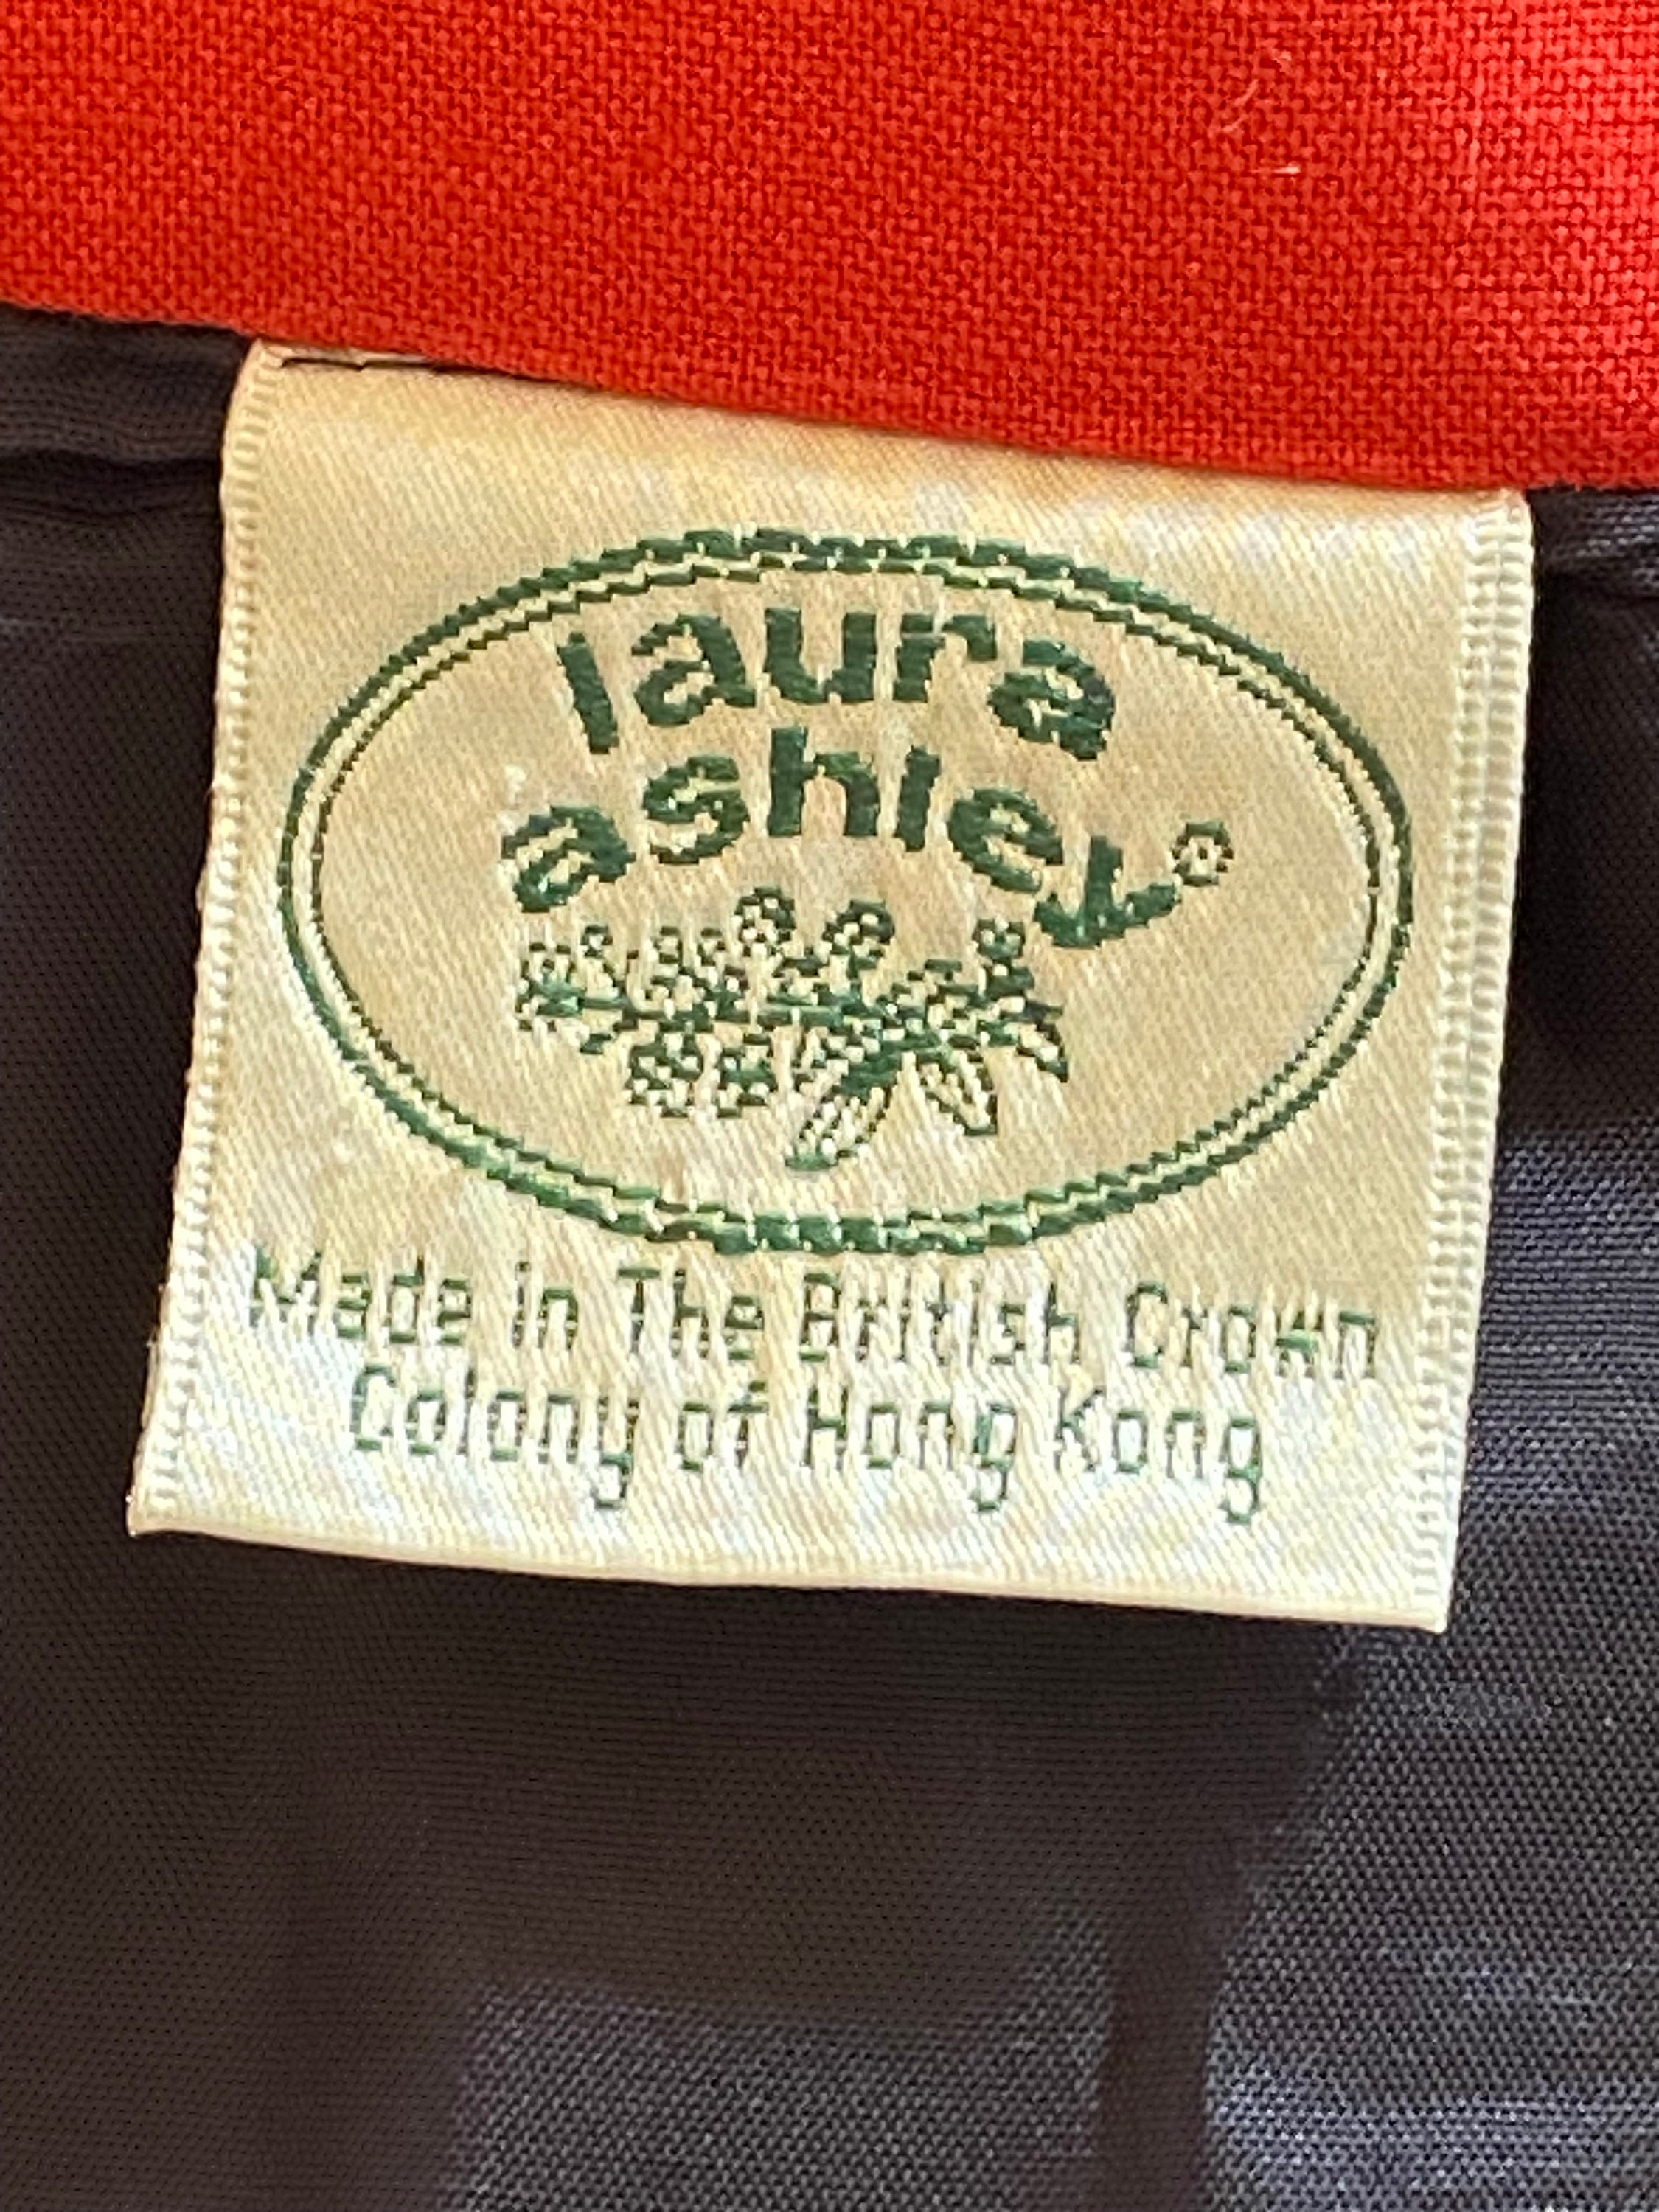 laura
ashley®
Made in The British Crown
Colony of Hong Kong